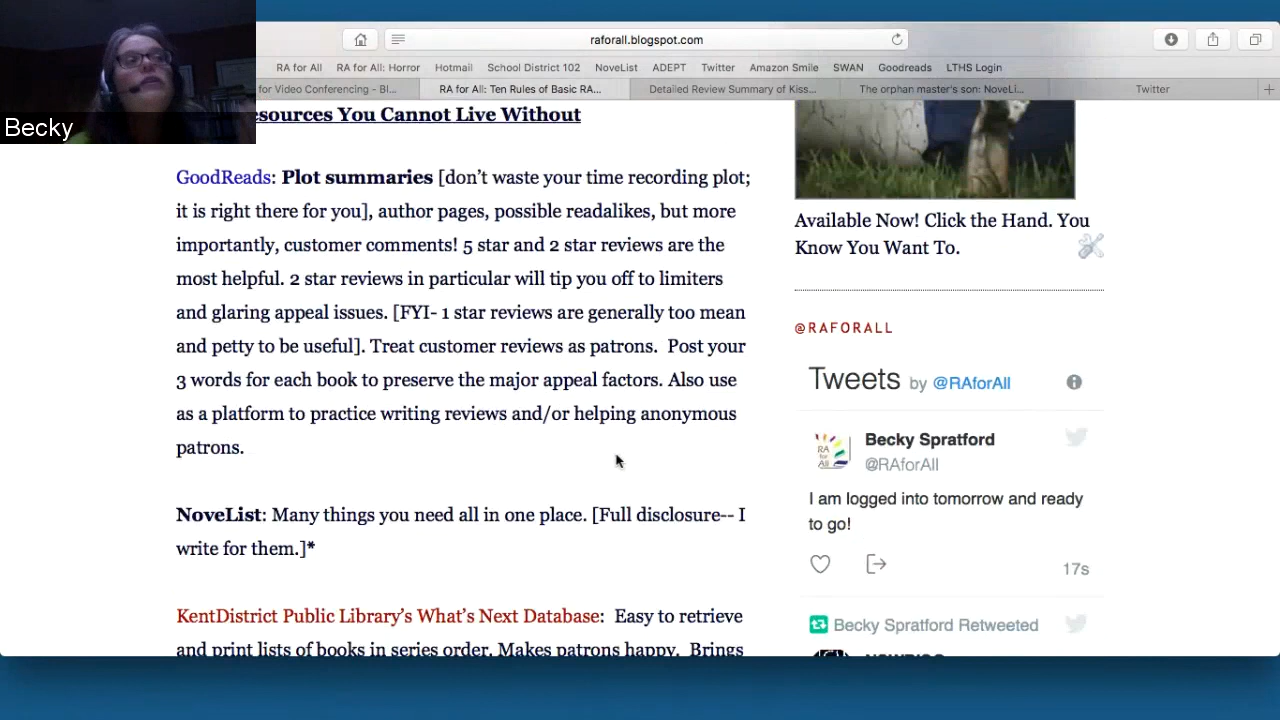 raforall.blogspot.com
RA for All RA for All: Horror Hotmail School District 102 NoveList ADEPT Twitter Amazon Smile SWAN Goodreads LTHS Login
for Video Conferencing - Bl... RA for All: Ten Rules of Basic RA... Detailed Review Summary of Kiss... The orphan master's son: NoveLi... Twitter
Becky
esources You Cannot Live Without
GoodReads: Plot summaries [don't waste your time recording plot;
it is right there for you], author pages, possible readalikes, but more
importantly, customer comments! 5 star and 2 star reviews are the
most helpful. 2 star reviews in particular will tip you off to limiters
and glaring appeal issues. [FYI- 1 star reviews are generally too mean
and petty to be useful]. Treat customer reviews as patrons. Post your
3 words for each book to preserve the major appeal factors. Also use
as a platform to practice writing reviews and/or helping anonymous
patrons.
NoveList: Many things you need all in one place. [Full disclosure-- I
write for them.]*
KentDistrict Public Library's What's Next Database: Easy to retrieve
and print lists of books in series order. Makes patrons happy. Brings
Available Now! Click the Hand. You
Know You Want To.
@RAFORALL
Tweets by @RAforAll
RA for All
Becky Spratford
@RAforAll
I am logged into tomorrow and ready
to go!
17s
Becky Spratford Retweeted